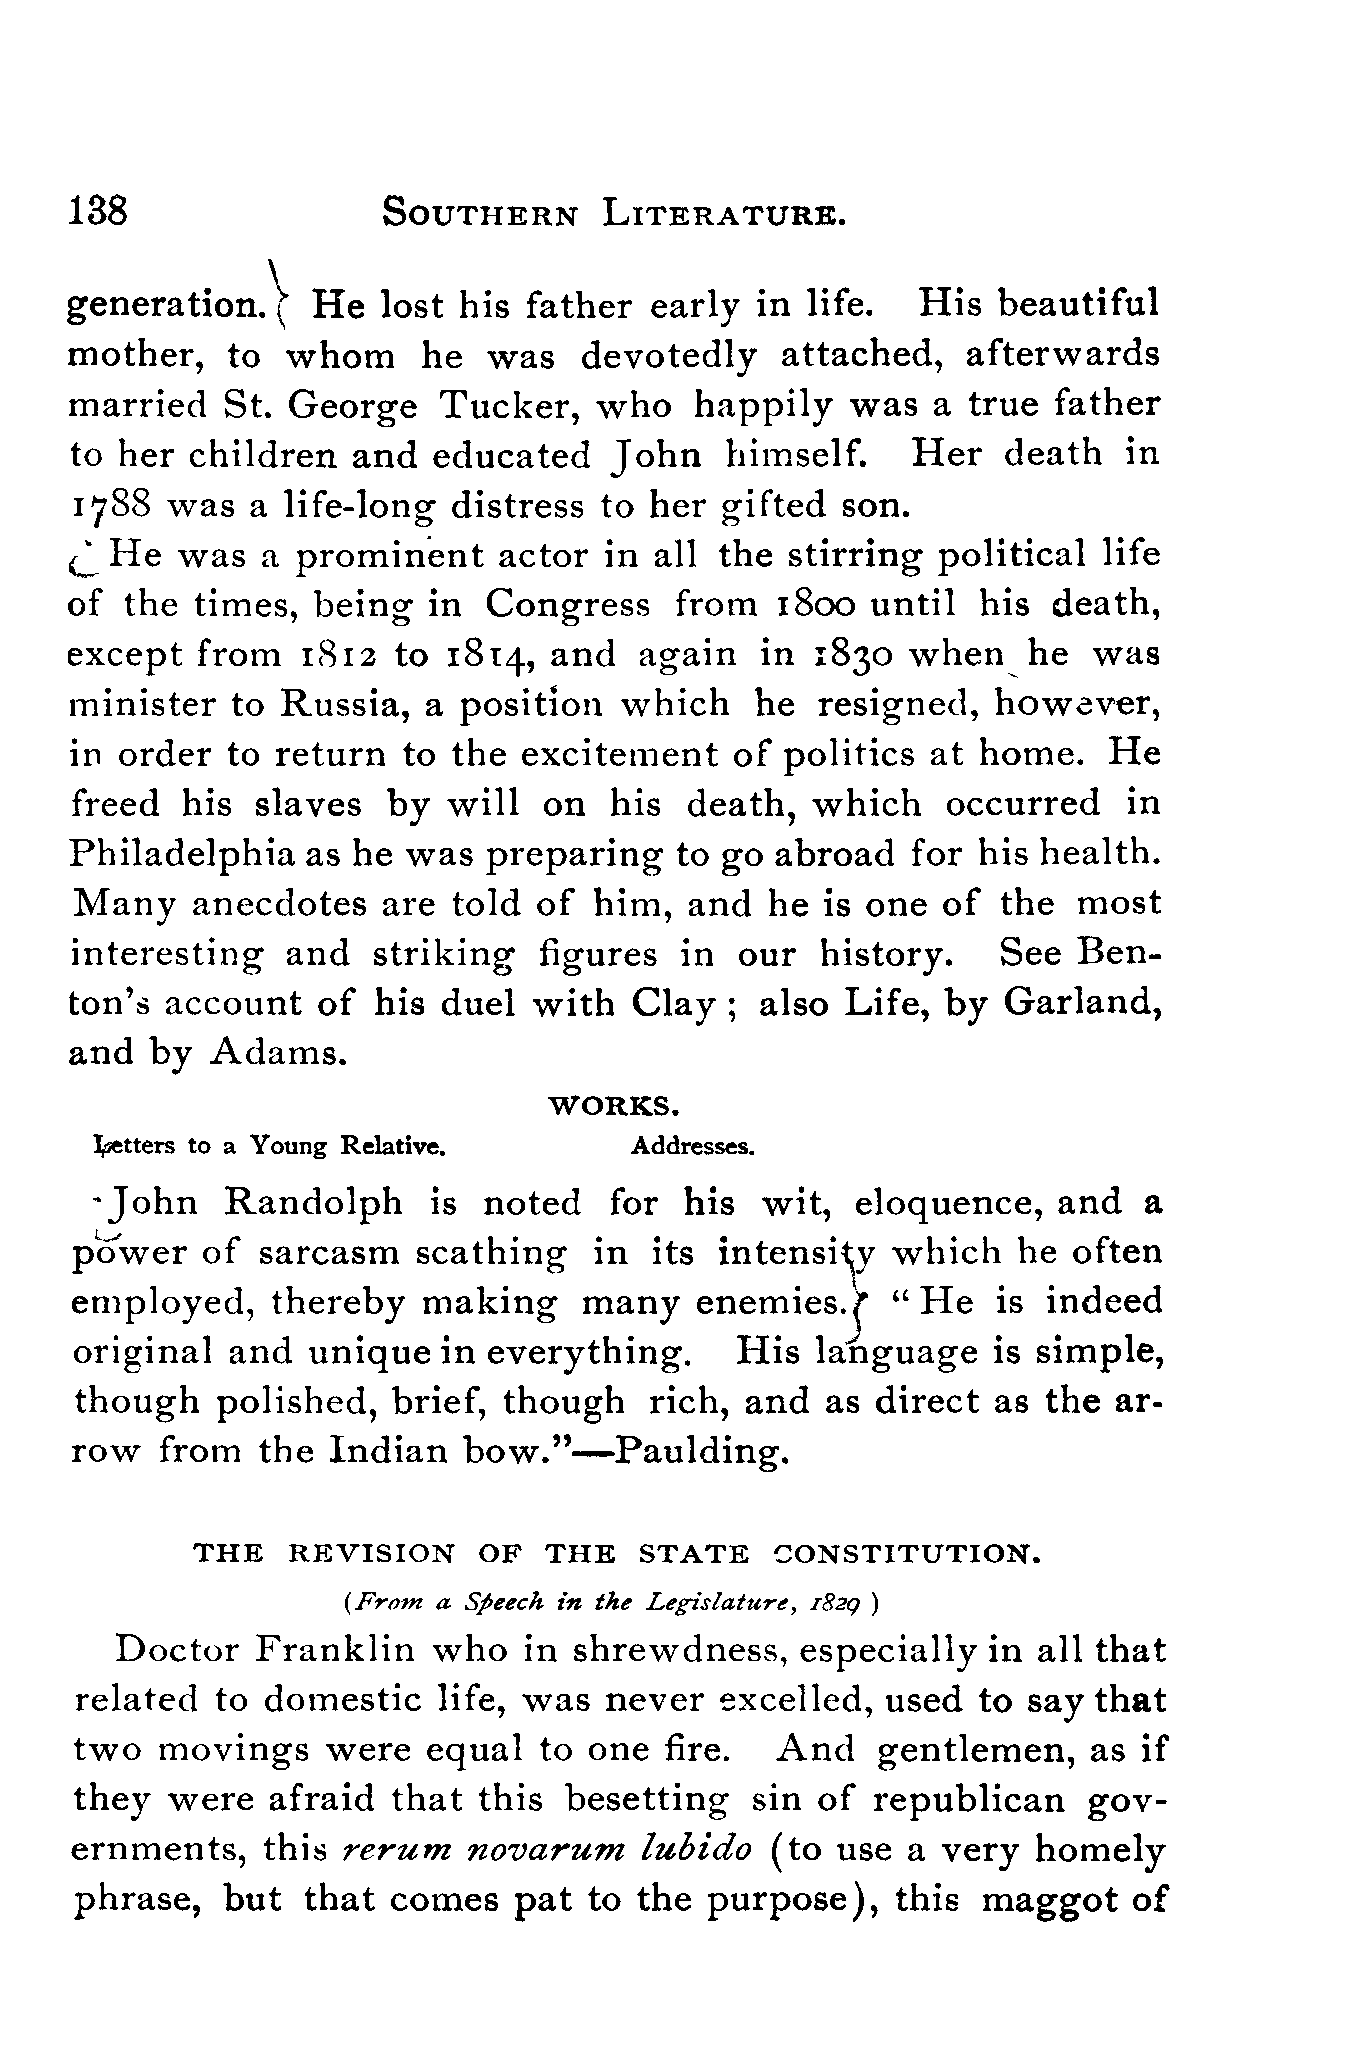 138 SOUTHERN LITERATURE.
generation. He lost his father early in life. His beautiful
mother, to whom he was devotedly attached, afterwards
married St. George Tucker, who happily was a true father
to her children and educated John himself. Her death in
1788 was a life-long distress to her gifted son.
He was a prominent actor in all the stirring political life
of the times, being in Congress from 1800 until his death,
except from 1812 to 1814, and again in 1830 when he was
minister to Russia, a position which he resigned, however,
in order to return to the excitement of politics at home. He
freed his slaves by will on his death, which occurred in
Philadelphia as he was preparing to go abroad for his health.
Many anecdotes are told of him, and he is one of the most
interesting and striking figures in our history. See Ben-
ton's account of his duel with Clay ; also Life, by Garland,
and by Adams.
WORKS.
Letters to a Young Relative. Addresses.
John Randolph is noted for his wit, eloquence, and a
power of sarcasm scathing in its intensity which he often
employed, thereby making many enemies. "He is indeed
original and unique in everything. His language is simple,
though polished, brief, though rich, and as direct as the ar-
row from the Indian bow."—Paulding.
THE REVISION OF THE STATE CONSTITUTION.
(From a Speech in the Legislature, 1829 )
Doctor Franklin who in shrewdness, especially in all that
related to domestic life, was never excelled, used to say that
two movings were equal to one fire. And gentlemen, as if
they were afraid that this besetting sin of republican gov-
ernments, this rerum novarum lubido (to use a very homely
phrase, but that comes pat to the purpose), this maggot of